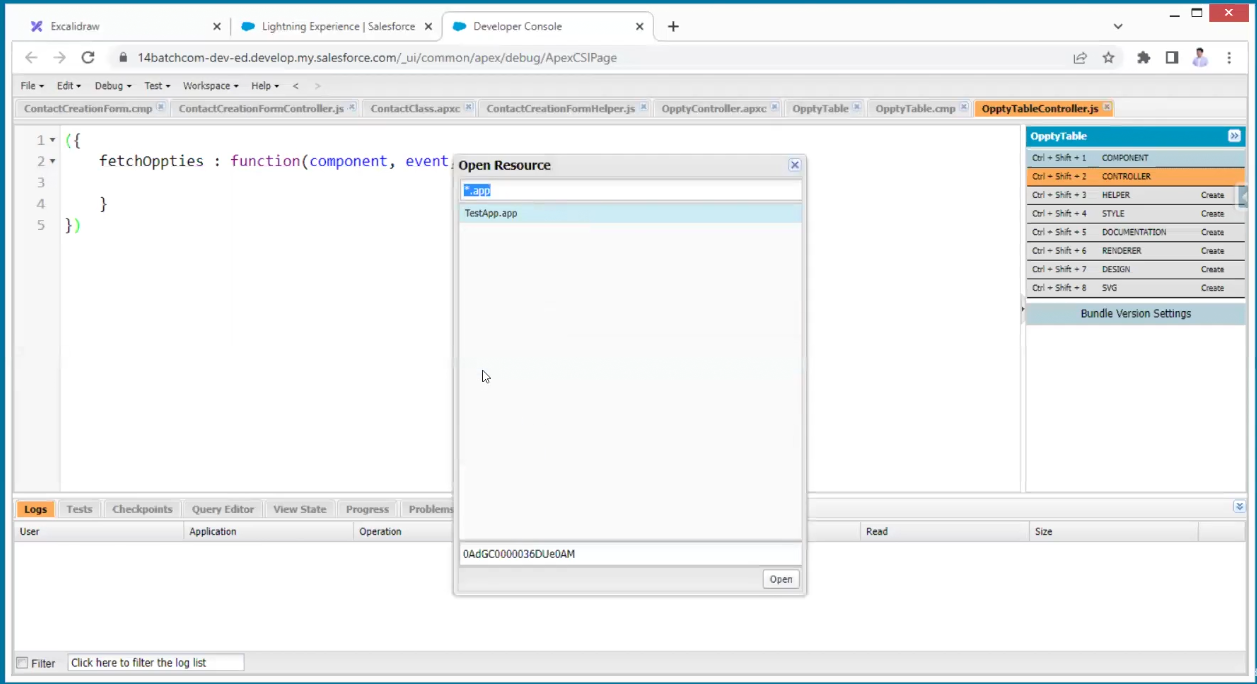 Excalidraw
Lightning Experience | Salesforce
Developer Console
14batchcom-dev-ed.develop.my.salesforce.com/_ui/common/apex/debug/ApexCSIPage
File Edit Debug Test Workspace Help < >
ContactCreationForm.cmp ContactCreationFormController.js ContactClass.apxc ContactCreationFormHelper.js OpptyController.apxc OpptyTable OpptyTable.cmp OpptyTableController.js
1 ({
2 fetchOppties : function(component, event,
3
4 }
5 })
Open Resource
*.app
TestApp.app
0AdGC0000036DUe0AM
Open
OpptyTable
Ctrl + Shift + 1 COMPONENT
Ctrl + Shift + 2 CONTROLLER
Ctrl + Shift + 3 HELPER Create
Ctrl + Shift + 4 STYLE Create
Ctrl + Shift + 5 DOCUMENTATION Create
Ctrl + Shift + 6 RENDERER Create
Ctrl + Shift + 7 DESIGN Create
Ctrl + Shift + 8 SVG Create
Bundle Version Settings
Logs Tests Checkpoints Query Editor View State Progress Problems
User Application Operation Read Size
Filter Click here to filter the log list